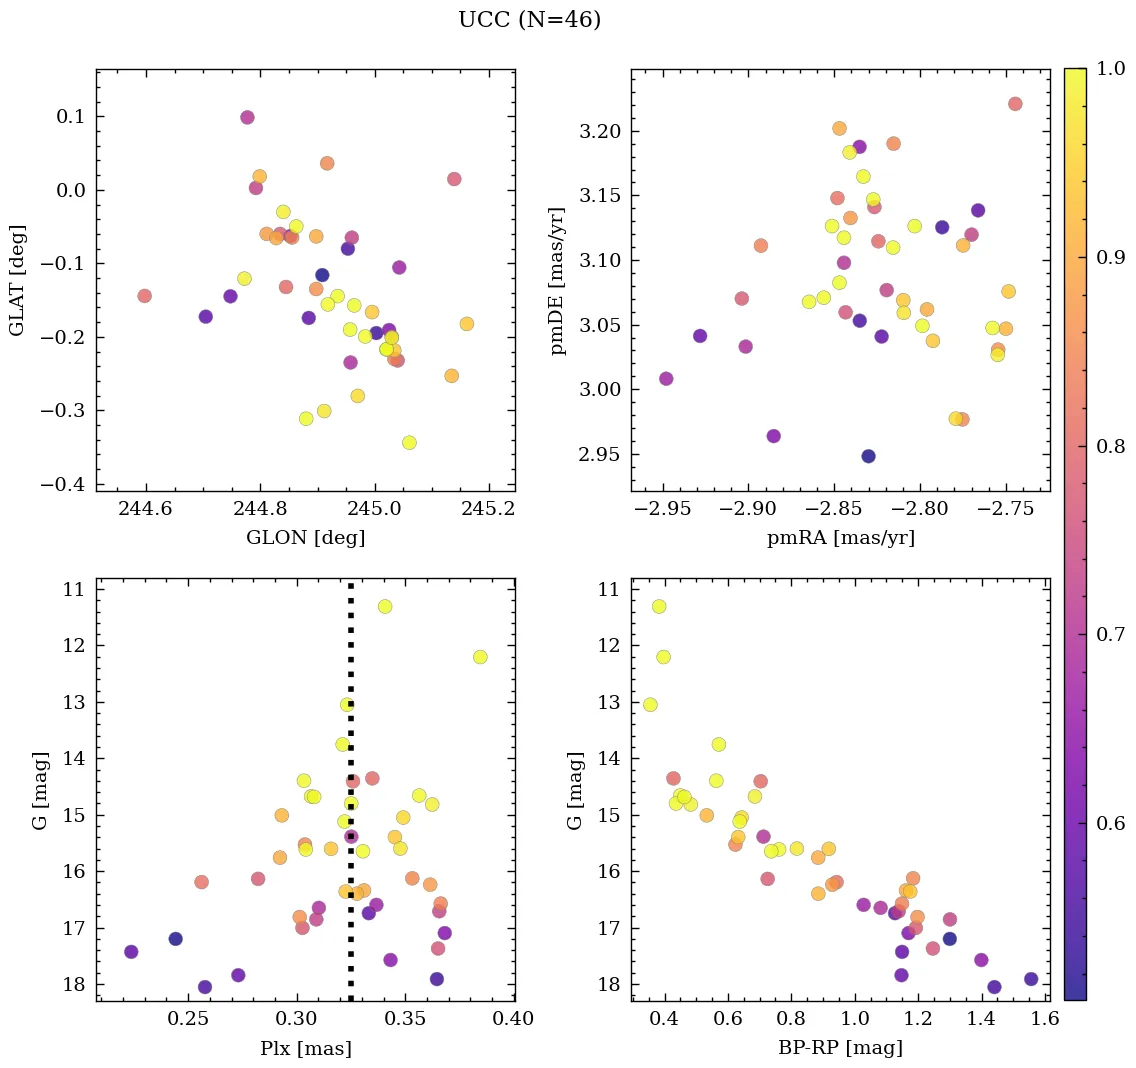 UCC (N=46)
0.1
0.0
−0.1
−0.2
−0.3
−0.4
GLAT [deg]
244.6 244.8 245.0 245.2
GLON [deg]
3.20
3.15
3.10
3.05
3.00
2.95
pmDE [mas/yr]
−2.95 −2.90 −2.85 −2.80 −2.75
pmRA [mas/yr]
1.0
0.9
0.8
0.7
0.6
11
12
13
14
15
16
17
18
G [mag]
0.25 0.30 0.35 0.40
Plx [mas]
11
12
13
14
15
16
17
18
G [mag]
0.4 0.6 0.8 1.0 1.2 1.4 1.6
BP-RP [mag]